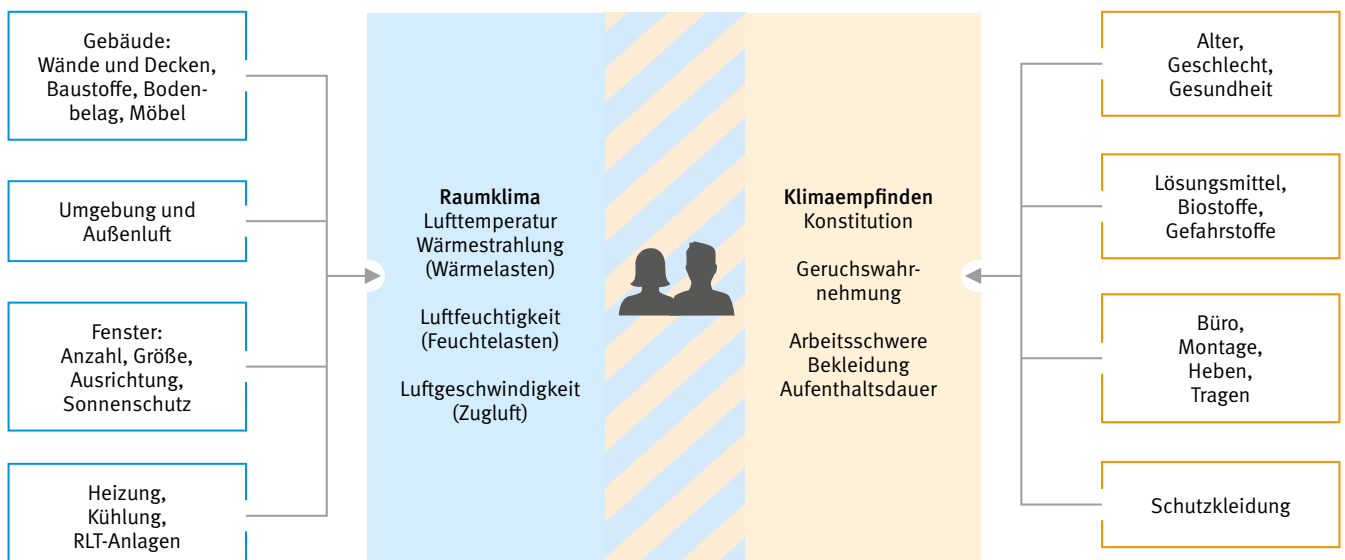 Gebäude:
Wände und Decken,
Baustoffe, Boden-
belag, Möbel
Umgebung und
Außenluft
Fenster:
Anzahl, Größe,
Ausrichtung,
Sonnenschutz
Heizung,
Kühlung,
RLT-Anlagen
Raumklima
Lufttemperatur
Wärmestrahlung
(Wärmelasten)
Luftfeuchtigkeit
(Feuchtelasten)
Luftgeschwindigkeit
(Zugluft)
Klimaempfinden
Konstitution
Geruchswahr-
nehmung
Arbeitsschwere
Bekleidung
Aufenthaltsdauer
Alter,
Geschlecht,
Gesundheit
Lösungsmittel,
Biostoffe,
Gefahrstoffe
Büro,
Montage,
Heben,
Tragen
Schutzkleidung